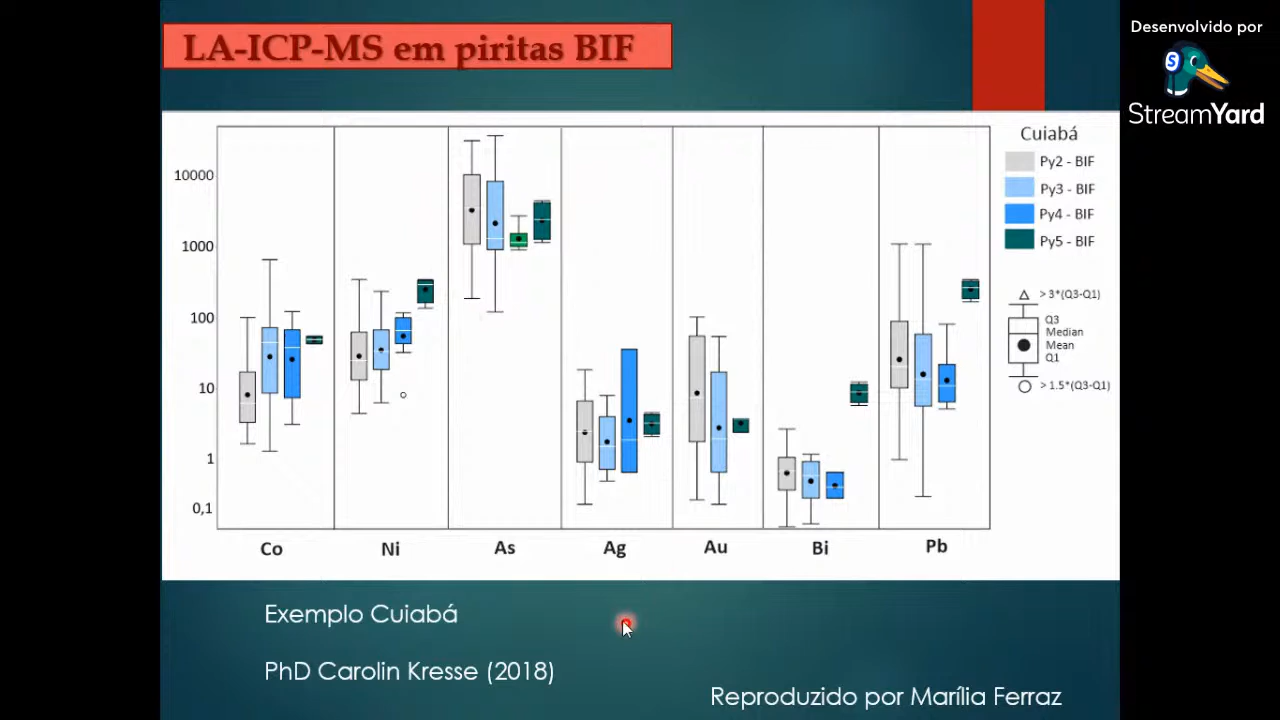 LA-ICP-MS em piritas BIF
Desenvolvido por
StreamYard
Cuiabá
Py2 - BIF
Py3 - BIF
Py4 - BIF
Py5 - BIF
> 3*(Q3-Q1)
Q3
Median
Mean
Q1
> 1.5*(Q3-Q1)
10000
1000
100
10
1
0,1
Co Ni As Ag Au Bi Pb
Exemplo Cuiabá
PhD Carolin Kresse (2018)
Reproduzido por Marília Ferraz